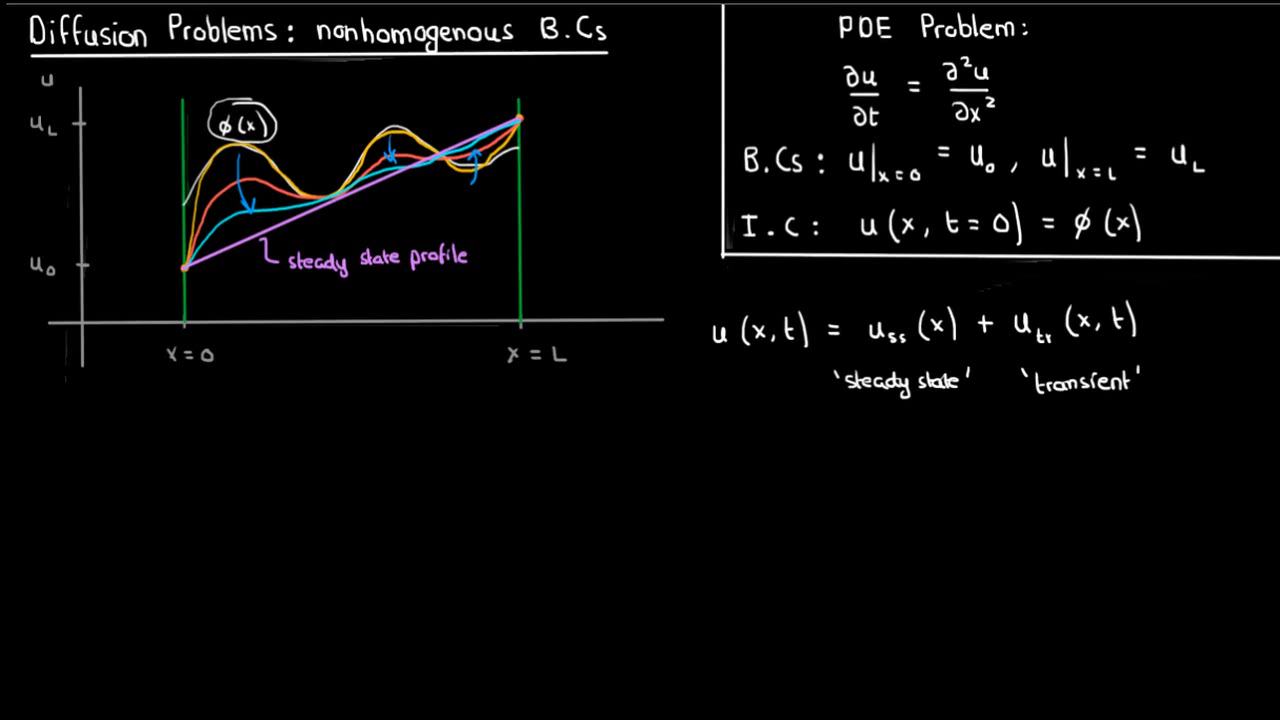 Diffusion Problems: nonhomogenous B.Cs
u
u_L
φ(x)
u_0
steady state profile
x = 0
x = L
PDE Problem:
∂u/∂t = ∂²u/∂x²
B.Cs: u|_{x=0} = u_0, u|_{x=L} = u_L
I.C: u(x, t=0) = φ(x)
u(x,t) = u_ss(x) + u_tr(x,t)
'steady state' 'transient'